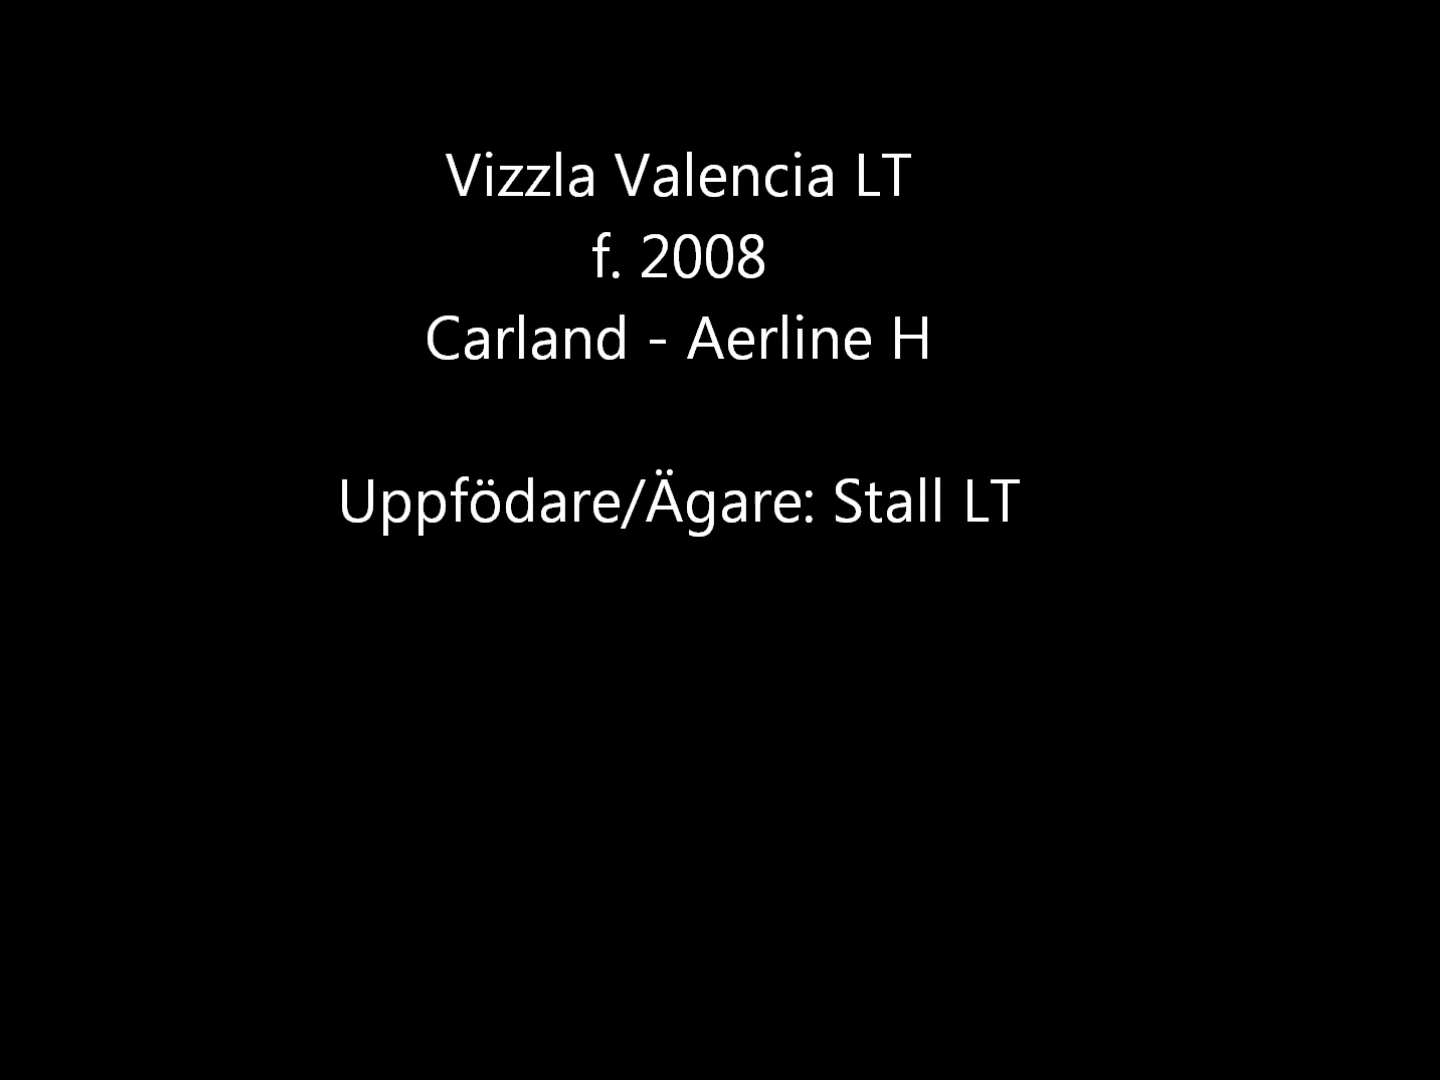 Vizzla Valencia LT
f. 2008
Carland - Aerline H
Uppfödare/Ägare: Stall LT